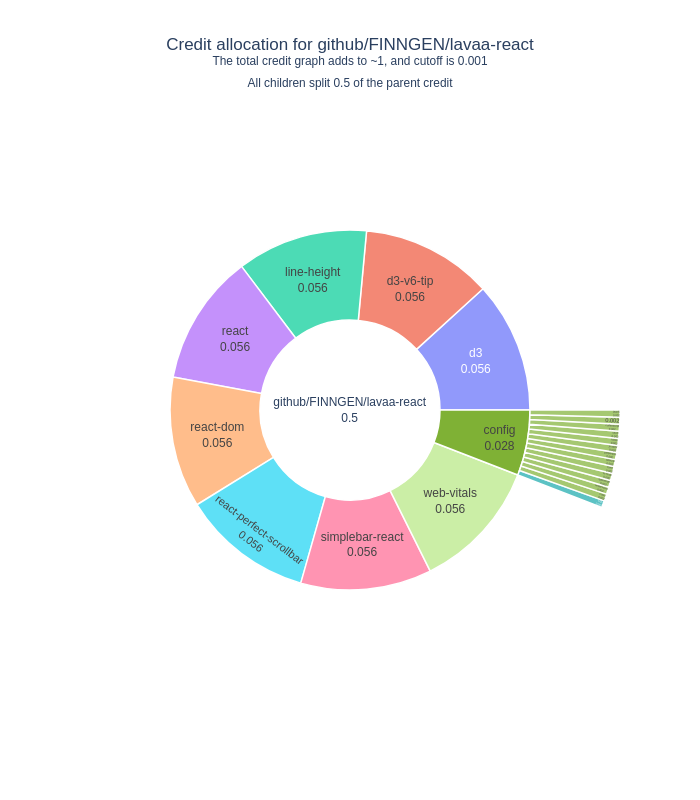 Credit allocation for github/FINNGEN/lavaa-react
The total credit graph adds to ~1, and cutoff is 0.001
All children split 0.5 of the parent credit
line-height
0.056
d3-v6-tip
0.056
react
0.056
d3
0.056
github/FINNGEN/lavaa-react
0.5
react-dom
0.056
config
0.028
web-vitals
0.056
react-perfect-scrollbar
0.056
simplebar-react
0.056